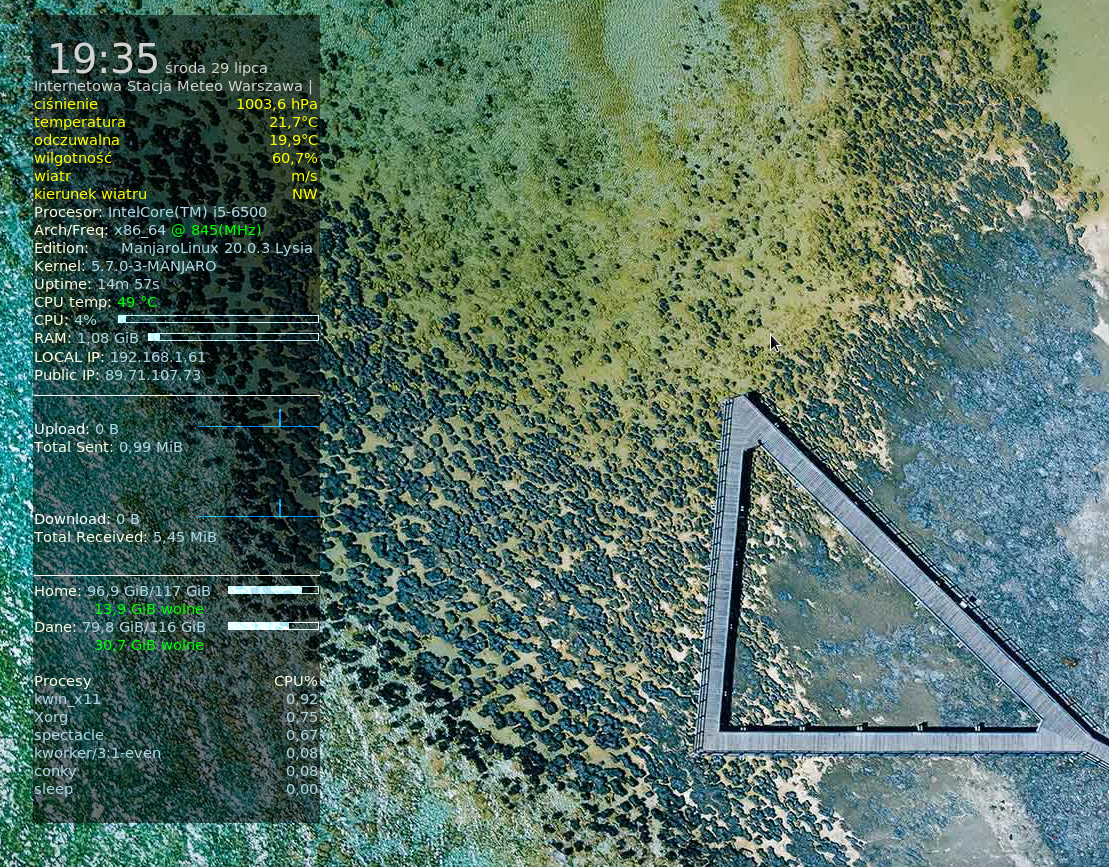 19:35 środa 29 lipca
Internetowa Stacja Meteo Warszawa |
ciśnienie 1003,6 hPa
temperatura 21,7°C
odczuwalna 19,9°C
wilgotność 60,7%
wiatr m/s
kierunek wiatru NW
Procesor: IntelCore(TM) i5-6500
Arch/Freq: x86_64 @ 845(MHz)
Edition: ManjaroLinux 20.0.3 Lysia
Kernel: 5.7.0-3-MANJARO
Uptime: 14m 57s
CPU temp: 49 °C
CPU: 4%
RAM: 1,08 GiB
LOCAL IP: 192.168.1.61
Public IP: 89.71.107.73
Upload: 0 B
Total Sent: 0,99 MiB
Download: 0 B
Total Received: 5,45 MiB
Home: 96,9 GiB/117 GiB
13,9 GiB wolne
Dane: 79,8 GiB/116 GiB
30,7 GiB wolne
Procesy CPU%
kwin_x11 0,92
Xorg 0,75
spectacle 0,67
kworker/3:1-even 0,08
conky 0,08
sleep 0,00